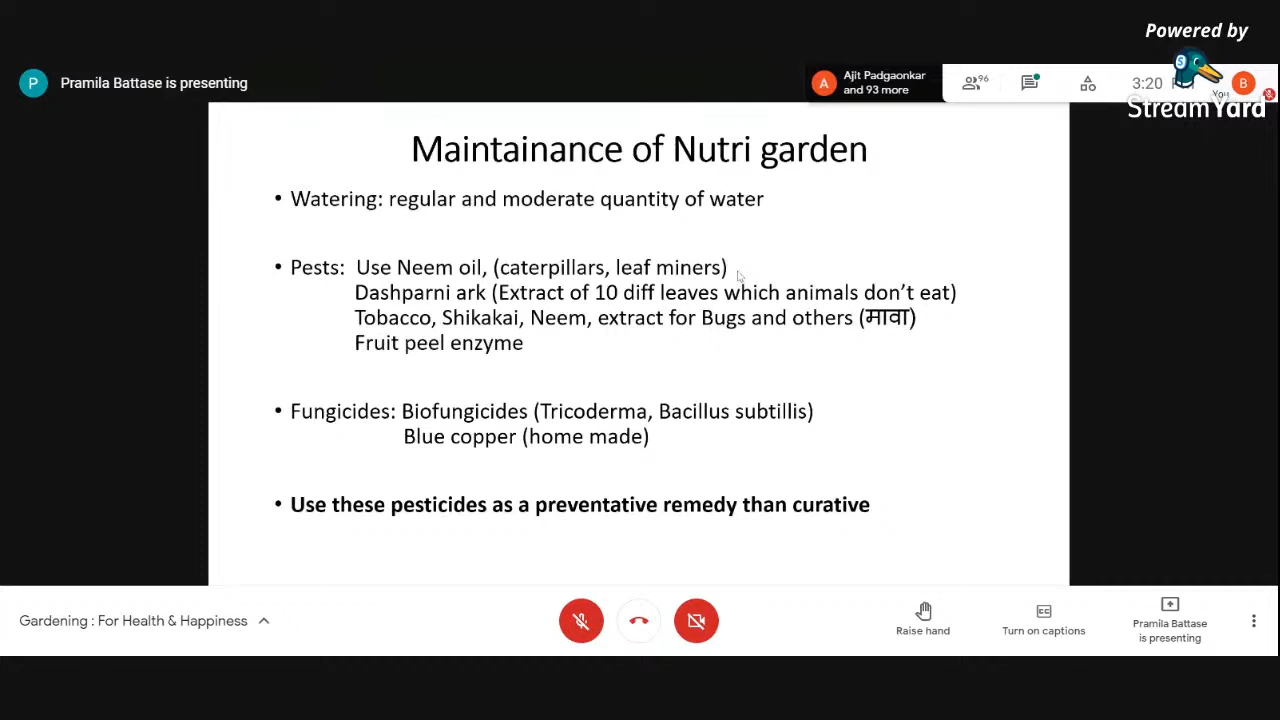 Powered by
StreamYard
P Pramila Battase is presenting
A Ajit Padgaonkar
and 93 more
96
3:20
You
B
Maintainance of Nutri garden
• Watering: regular and moderate quantity of water
• Pests: Use Neem oil, (caterpillars, leaf miners)
Dashparni ark (Extract of 10 diff leaves which animals don't eat)
Tobacco, Shikakai, Neem, extract for Bugs and others (मावा)
Fruit peel enzyme
• Fungicides: Biofungicides (Tricoderma, Bacillus subtillis)
Blue copper (home made)
• Use these pesticides as a preventative remedy than curative
Gardening : For Health & Happiness
Raise hand
Turn on captions
Pramila Battase
is presenting